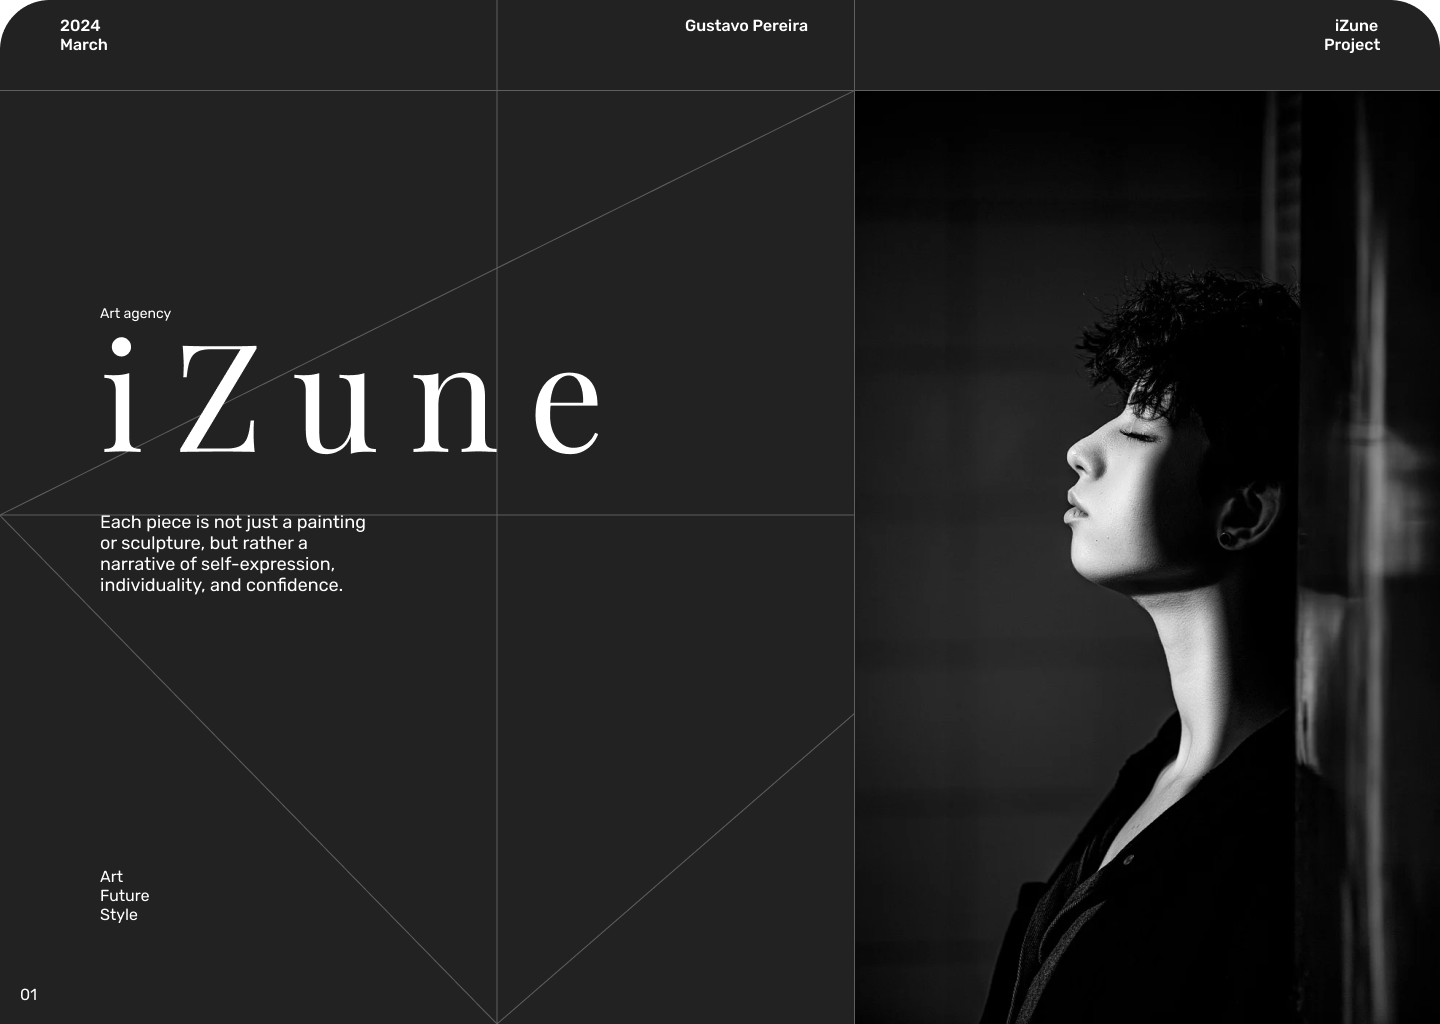 2024
March
Gustavo Pereira
iZune
Project
Art agency
iZune
Each piece is not just a painting
or sculpture, but rather a
narrative of self-expression,
individuality, and confidence.
Art
Future
Style
01